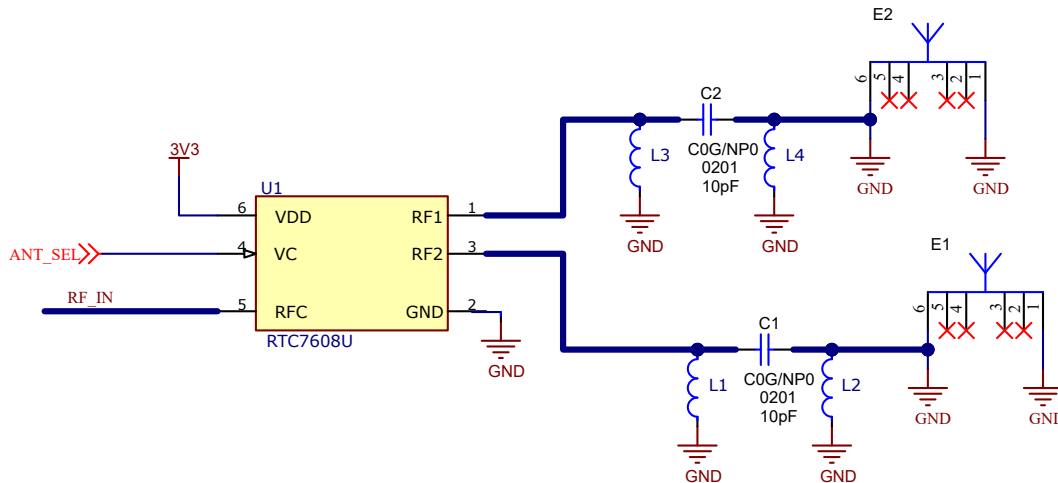 E2
6
5
4
3
2
1
C2
L3
C0G/NP0
0201
10pF
L4
GND
GND
GND
GND
3V3
U1
6
VDD
RF1
1
ANT_SEL
4
VC
RF2
3
RF_IN
5
RFC
GND
2
RTC7608U
GND
E1
6
5
4
3
2
1
C1
L1
C0G/NP0
0201
10pF
L2
GND
GND
GND
GND